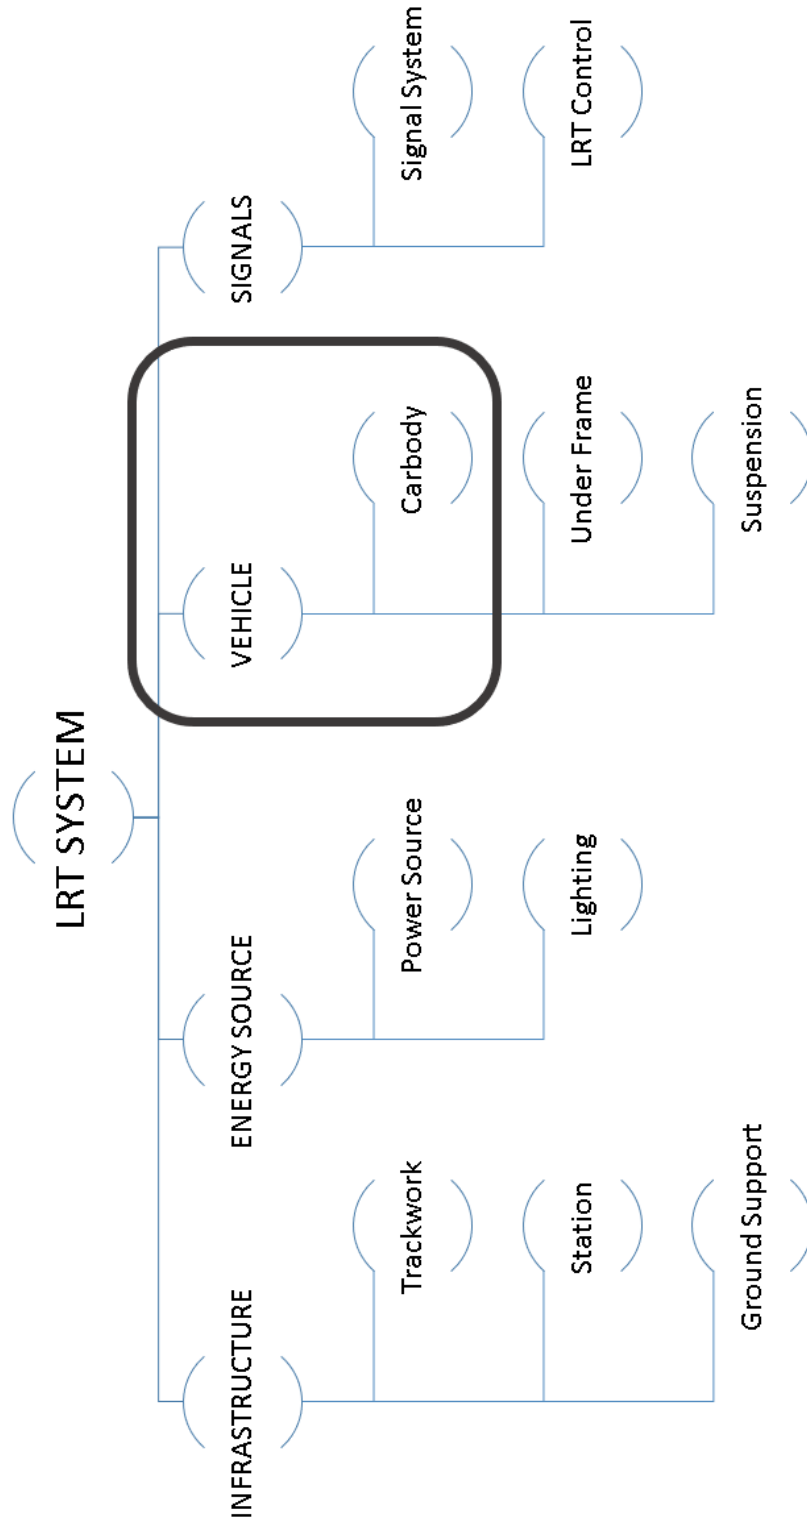 LRT SYSTEM
INFRASTRUCTURE
Trackwork
Station
Ground Support
ENERGY SOURCE
Power Source
Lighting
VEHICLE
Carbody
Under Frame
Suspension
SIGNALS
Signal System
LRT Control